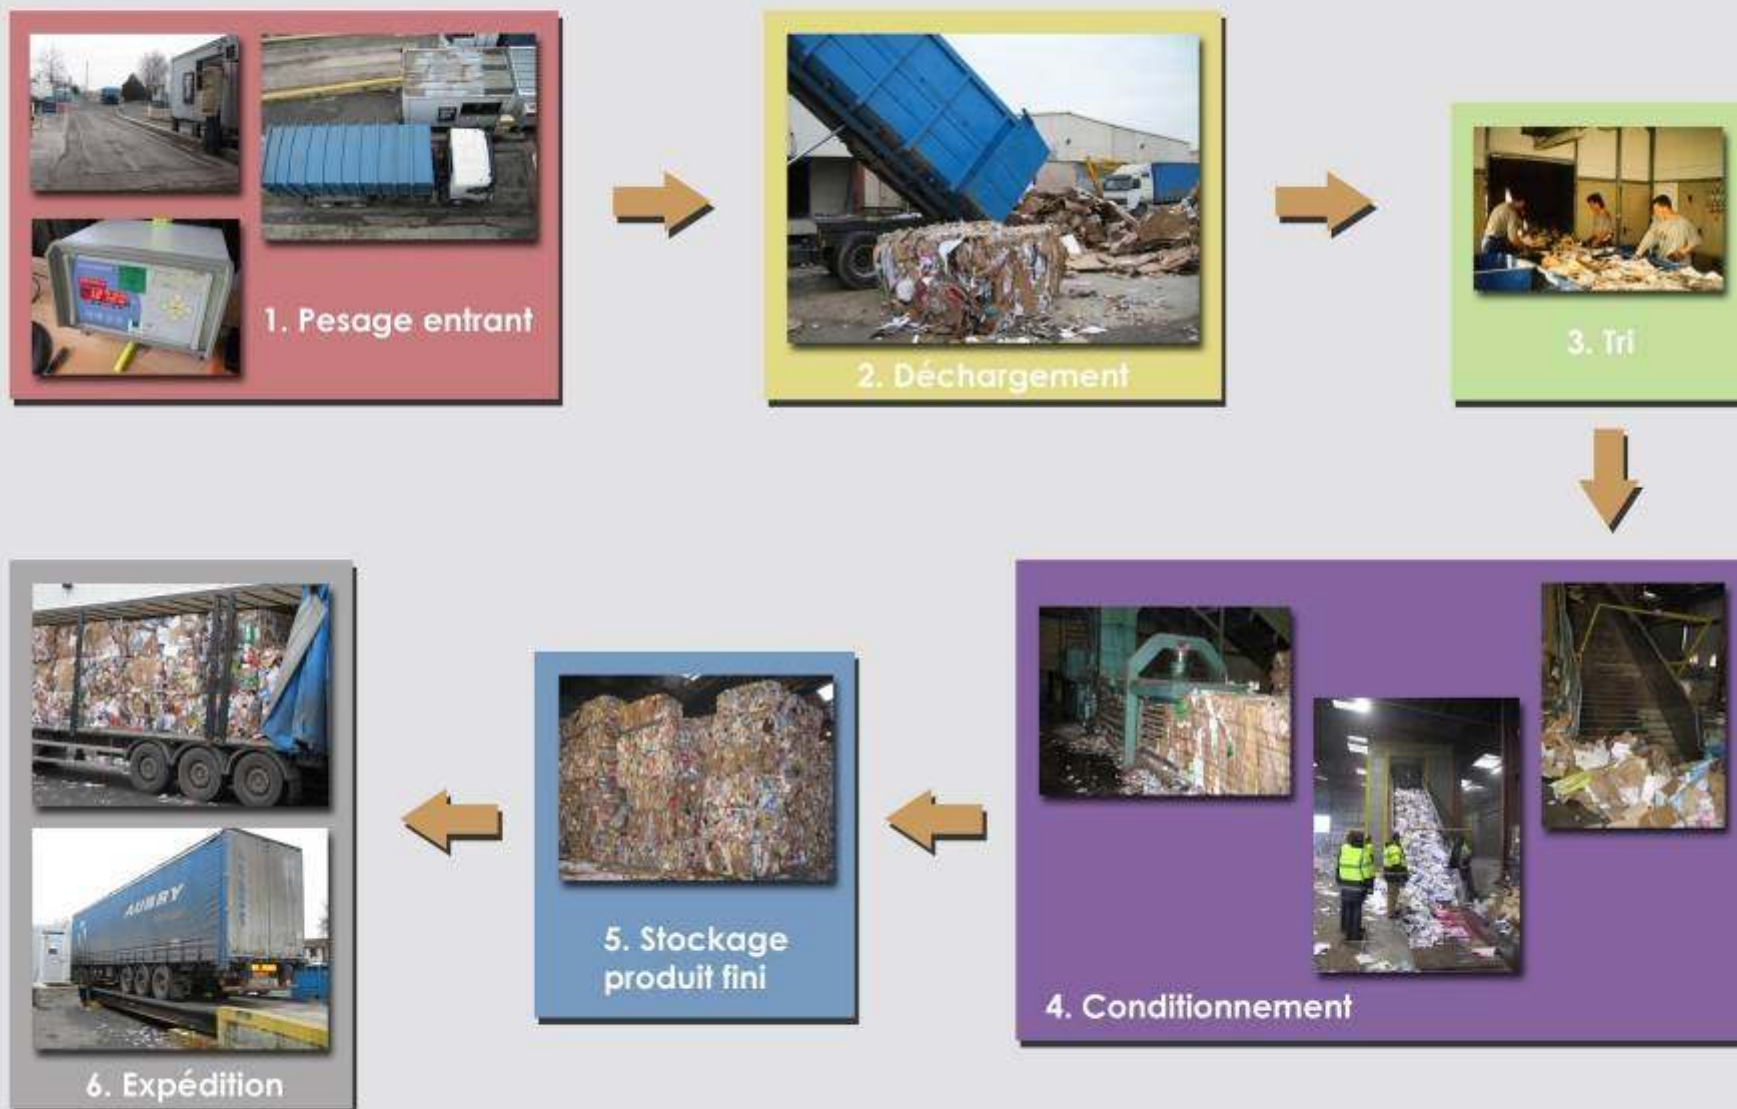 1. Pesage entrant
2. Déchargement
3. Tri
4. Conditionnement
5. Stockage
produit fini
6. Expédition
AUBRY